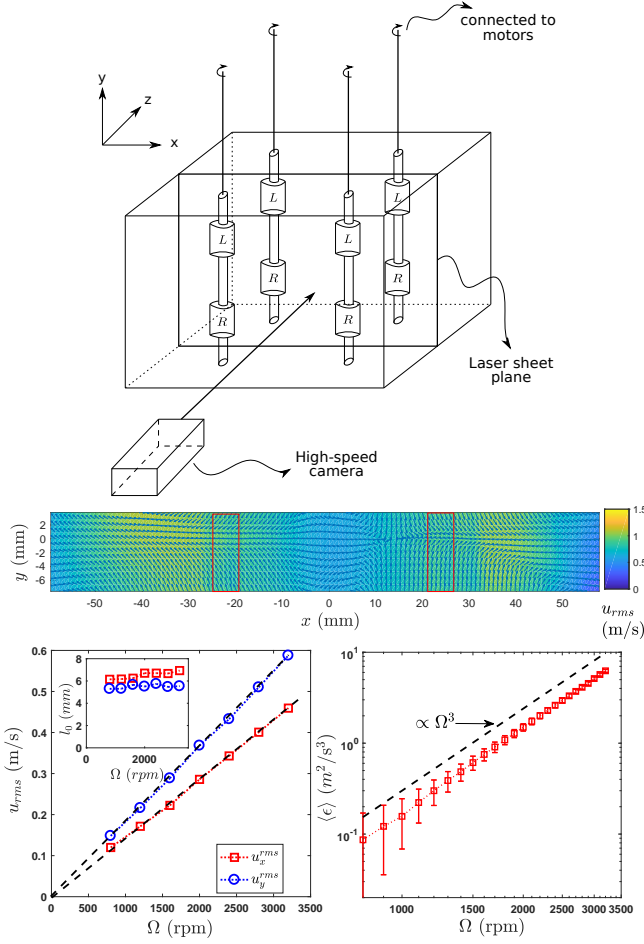 connected to
motors
y
z
x
L
L
L
L
R
R
R
R
Laser sheet
plane
High-speed
camera
y (mm)
2
0
-2
-4
-6
-50 -40 -30 -20 -10 0 10 20 30 40 50
x (mm)
1.5
1
0.5
0
u_{rms}
(m/s)
u_{rms} (m/s)
0.6
0.5
0.4
0.3
0.2
0.1
0
0 500 1000 1500 2000 2500 3000 3500
Ω (rpm)
l_0 (mm)
8
6
4
2
0
2000
Ω (rpm)
u_x^{rms}
u_y^{rms}
⟨ϵ⟩ (m^2/s^3)
10^1
10^0
10^{-1}
∝ Ω^3
1000 1500 2000 2500 3000 3500
Ω (rpm)